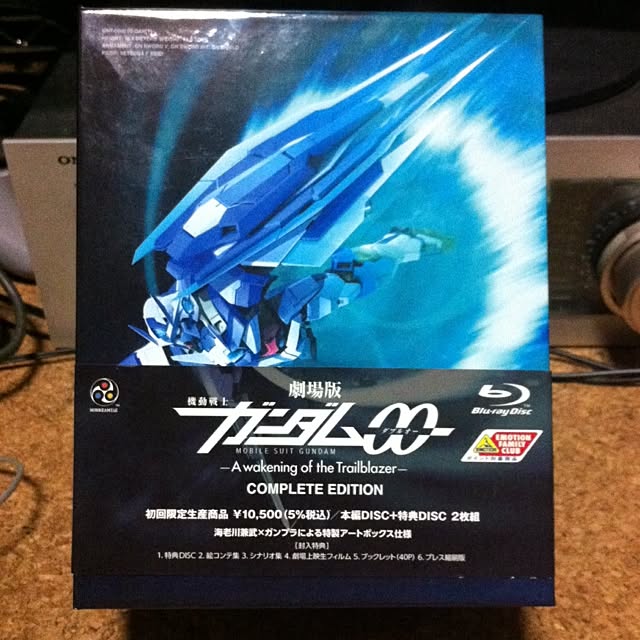 劇場版
機動戦士
ガンダム00
ダブルオー
MOBILE SUIT GUNDAM
—A wakening of the Trailblazer—
COMPLETE EDITION
Blu-ray Disc
EMOTION
FAMILY
CLUB
初回限定生産商品 ¥10,500(5%税込)/本編DISC+特典DISC 2枚組
海老川兼武×ガンプラによる特製アートボックス仕様
[封入特典]
1.特典DISC 2.絵コンテ集 3.シナリオ集 4.劇場上映生フィルム 5.ブックレット(40P) 6.プレス縮刷版